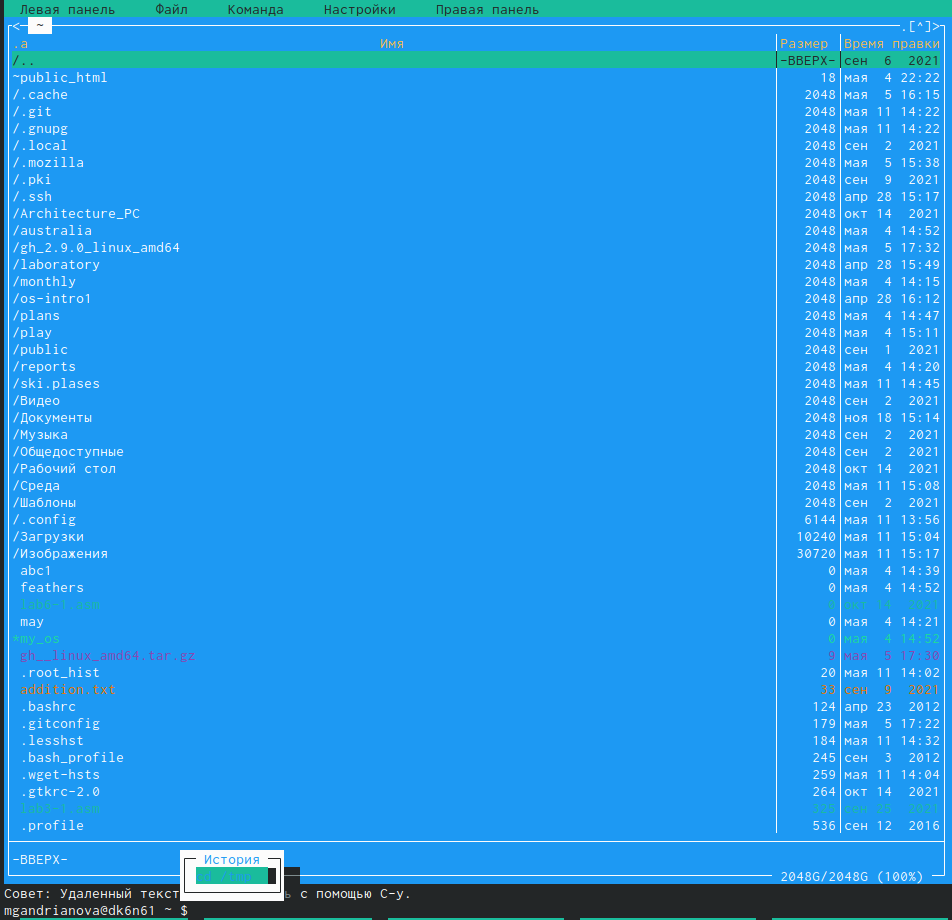 Левая панель Файл Команда Настройки Правая панель
<─ ~ .[^]>
.и Имя Размер Время правки
/.. -ВВЕРХ- сен 6 2021
~public_html 18 мая 4 22:22
/.cache 2048 мая 5 16:15
/.git 2048 мая 11 14:22
/.gnupg 2048 мая 11 14:22
/.local 2048 сен 2 2021
/.mozilla 2048 мая 5 15:38
/.pki 2048 сен 9 2021
/.ssh 2048 апр 28 15:17
/Architecture_PC 2048 окт 14 2021
/australia 2048 мая 4 14:52
/gh_2.9.0_linux_amd64 2048 мая 5 17:32
/laboratory 2048 апр 28 15:49
/monthly 2048 мая 4 14:15
/os-intro1 2048 апр 28 16:12
/plans 2048 мая 4 14:47
/play 2048 мая 4 15:11
/public 2048 сен 1 2021
/reports 2048 мая 4 14:20
/ski.plases 2048 мая 11 14:45
/Видео 2048 сен 2 2021
/Документы 2048 ноя 18 15:14
/Музыка 2048 сен 2 2021
/Общедоступные 2048 сен 2 2021
/Рабочий стол 2048 окт 14 2021
/Среда 2048 мая 11 15:08
/Шаблоны 2048 сен 2 2021
/.config 6144 мая 11 13:56
/Загрузки 10240 мая 11 15:04
/Изображения 30720 мая 11 15:17
abc1 0 мая 4 14:39
feathers 0 мая 4 14:52
lab6-1.asm 0 окт 14 2021
may 0 мая 4 14:21
*my_os 0 мая 4 14:52
gh__linux_amd64.tar.gz 9 мая 5 17:30
.root_hist 20 мая 11 14:02
addition.txt 33 сен 9 2021
.bashrc 124 апр 23 2012
.gitconfig 179 мая 5 17:22
.lesshst 184 мая 11 14:32
.bash_profile 245 сен 3 2012
.wget-hsts 259 мая 11 14:04
.gtkrc-2.0 264 окт 14 2021
lab5-1.asm 325 сен 25 2021
.profile 536 сен 12 2016
-ВВЕРХ-
История
cd /tmp
2048G/2048G (100%)
Совет: Удаленный текст ь с помощью C-y.
mgandrianova@dk6n61 ~ $